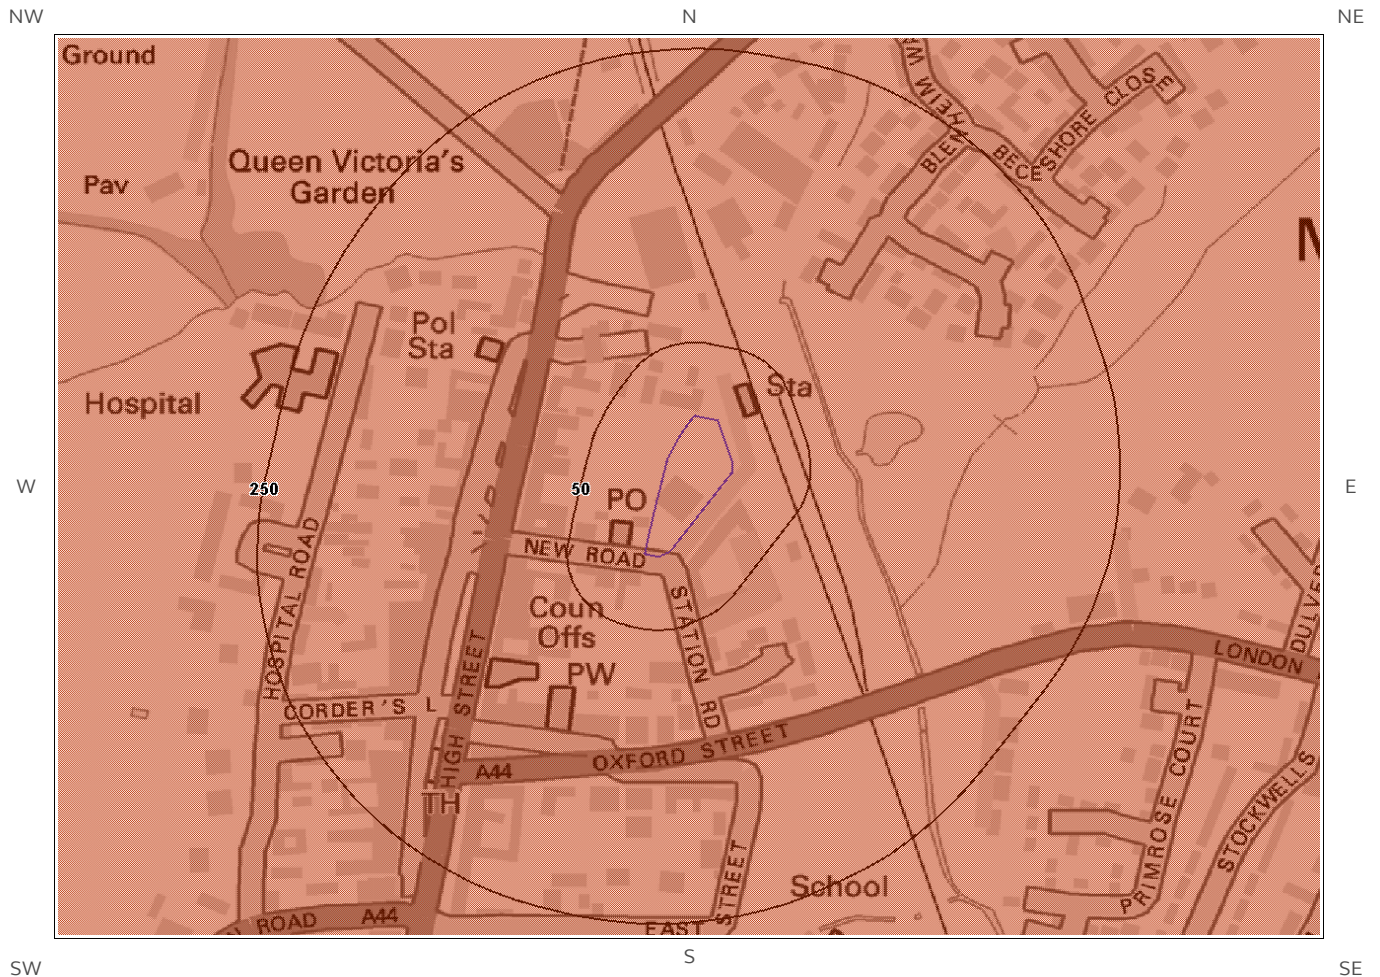 NW
N
NE
Ground
CLOSE
BLENHEIM
BECESHORE
Queen Victoria's
Garden
Pav
Pol
Sta
Hospital
Sta
W
250
50
PO
E
NEW ROAD
HOSPITAL ROAD
Coun
Offs
STATION RD
PW
HIGH STREET
LONDON
CORDER'S L
A44
OXFORD STREET
TH
PRIMROSE COURT
STOCKWELLS
STREET
School
ROAD
A44
EAST
SW
S
SE